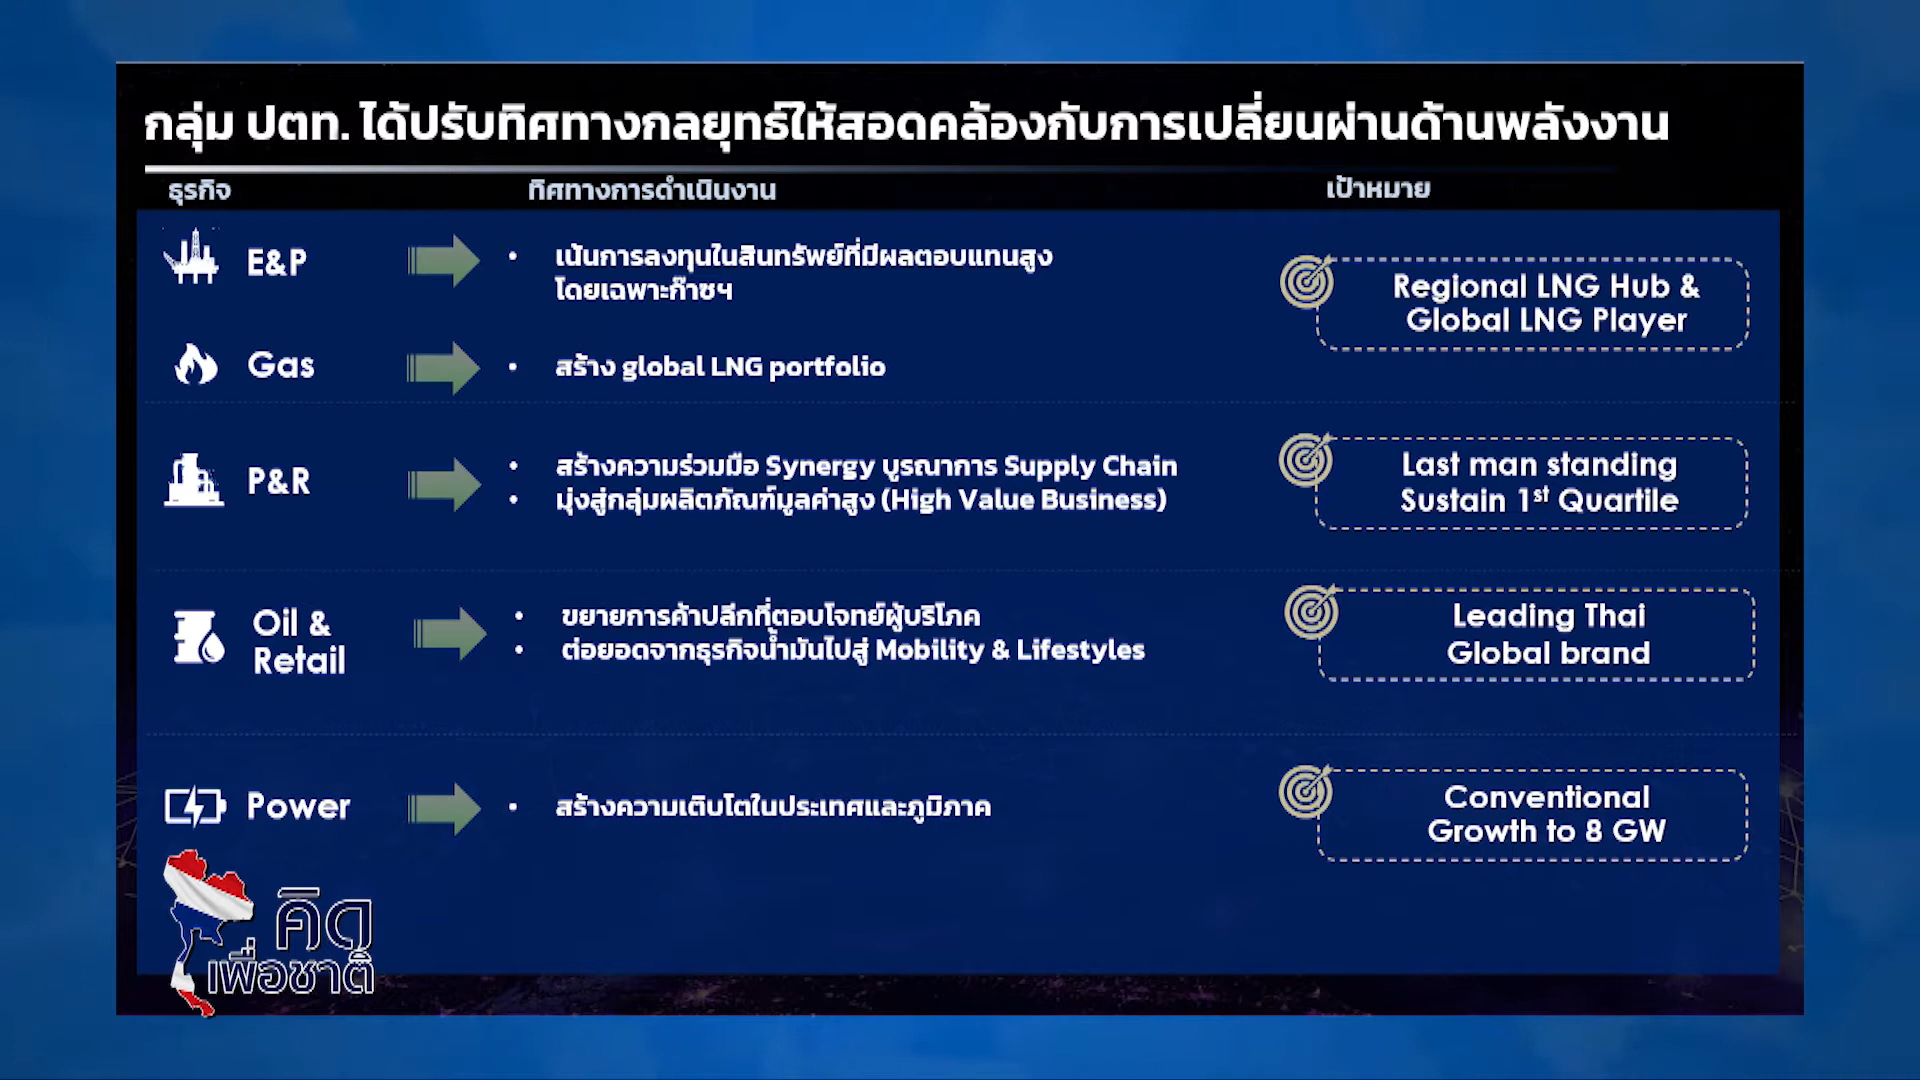 กลุ่ม ปตท. ได้ปรับทิศทางกลยุทธ์ให้สอดคล้องกับการเปลี่ยนผ่านด้านพลังงาน
ธุรกิจ
ทิศทางการดำเนินงาน
เป้าหมาย
E&P
• เน้นการลงทุนในสินทรัพย์ที่มีผลตอบแทนสูง
โดยเฉพาะก๊าซฯ
Regional LNG Hub &
Global LNG Player
Gas
• สร้าง global LNG portfolio
P&R
• สร้างความร่วมมือ Synergy บูรณาการ Supply Chain
• มุ่งสู่กลุ่มผลิตภัณฑ์มูลค่าสูง (High Value Business)
Last man standing
Sustain 1st Quartile
Oil &
Retail
• ขยายการค้าปลีกที่ตอบโจทย์ผู้บริโภค
• ต่อยอดจากธุรกิจน้ำมันไปสู่ Mobility & Lifestyles
Leading Thai
Global brand
Power
• สร้างความเติบโตในประเทศและภูมิภาค
Conventional
Growth to 8 GW
คิด
เพื่อชาติ